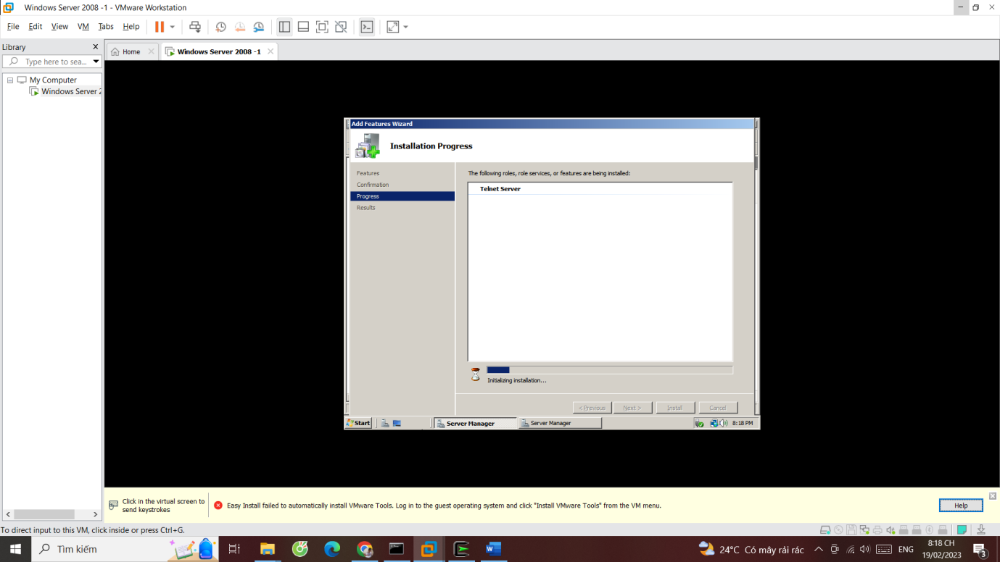 Windows Server 2008 -1 - VMware Workstation
File Edit View VM Tabs Help
Library
Home
Windows Server 2008 -1
Type here to sea...
My Computer
Windows Server 2
Add Features Wizard
Installation Progress
Features
Confirmation
Progress
Results
The following roles, role services, or features are being installed:
Telnet Server
Initializing installation...
< Previous Next > Install Cancel
Start Server Manager Server Manager 8:18 PM
Click in the virtual screen to
send keystrokes
Easy Install failed to automatically install VMware Tools. Log in to the guest operating system and click "Install VMware Tools" from the VM menu.
Help
To direct input to this VM, click inside or press Ctrl+G.
Tìm kiếm
24°C Có mây rải rác
ENG
8:18 CH
19/02/2023
3